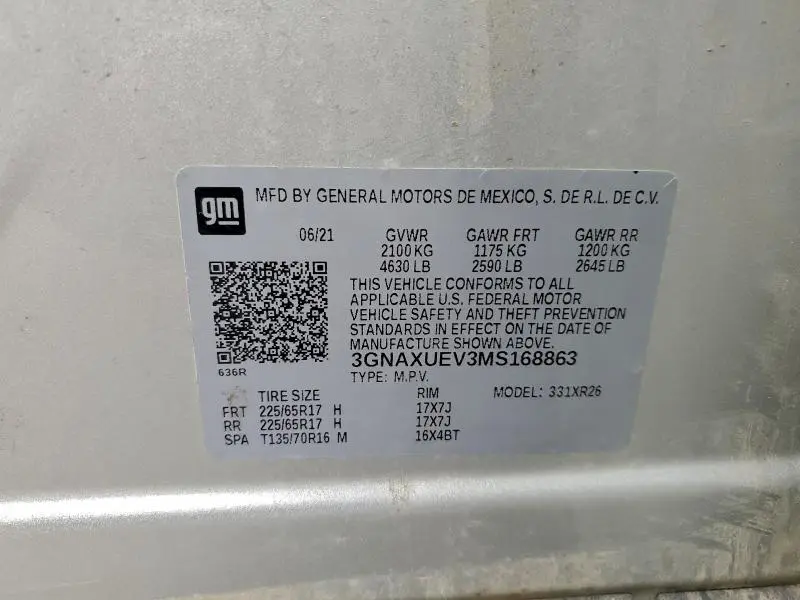 gm MFD BY GENERAL MOTORS DE MEXICO, S. DE R.L. DE C.V.
06/21 GVWR GAWR FRT GAWR RR
2100 KG 1175 KG 1200 KG
4630 LB 2590 LB 2645 LB
THIS VEHICLE CONFORMS TO ALL
APPLICABLE U.S. FEDERAL MOTOR
VEHICLE SAFETY AND THEFT PREVENTION
STANDARDS IN EFFECT ON THE DATE OF
MANUFACTURE SHOWN ABOVE.
3GNAXUEV3MS168863
636R TYPE: M.P.V.
TIRE SIZE RIM MODEL: 331XR26
FRT 225/65R17 H 17X7J
RR 225/65R17 H 17X7J
SPA T135/70R16 M 16X4BT